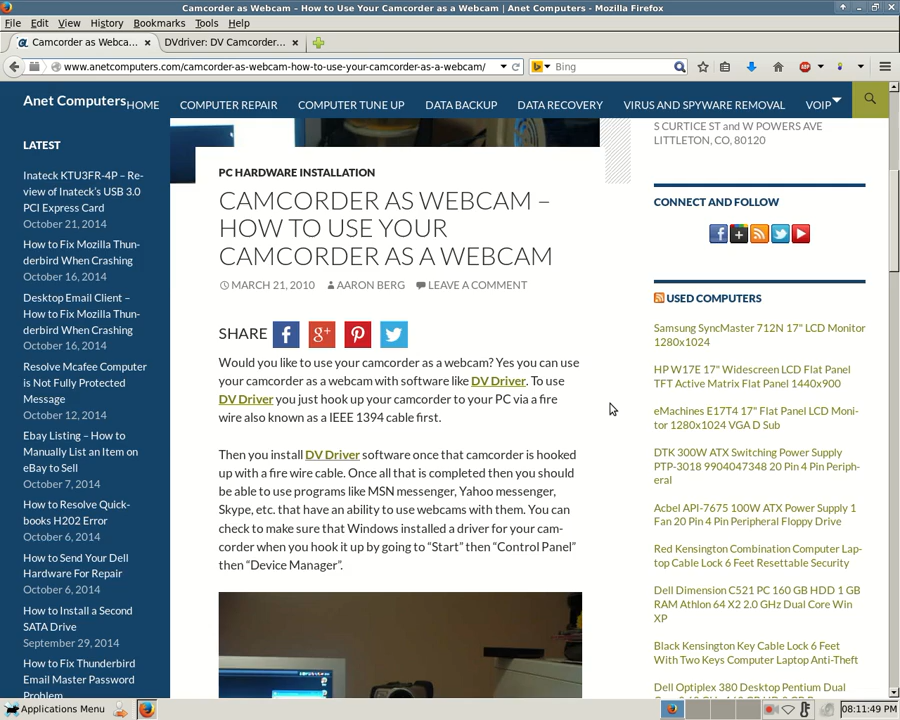 Camcorder as Webcam – How to Use Your Camcorder as a Webcam | Anet Computers - Mozilla Firefox
File Edit View History Bookmarks Tools Help
Camcorder as Webca... DVdriver: DV Camcorder...
www.anetcomputers.com/camcorder-as-webcam-how-to-use-your-camcorder-as-a-webcam/
Bing
Anet Computers HOME COMPUTER REPAIR COMPUTER TUNE UP DATA BACKUP DATA RECOVERY VIRUS AND SPYWARE REMOVAL VOIP
LATEST
Inateck KTU3FR-4P – Re-
view of Inateck's USB 3.0
PCI Express Card
October 21, 2014
How to Fix Mozilla Thun-
derbird When Crashing
October 16, 2014
Desktop Email Client –
How to Fix Mozilla Thun-
derbird When Crashing
October 16, 2014
Resolve Mcafee Computer
is Not Fully Protected
Message
October 12, 2014
Ebay Listing – How to
Manually List an Item on
eBay to Sell
October 7, 2014
How to Resolve Quick-
books H202 Error
October 6, 2014
How to Send Your Dell
Hardware For Repair
October 6, 2014
How to Install a Second
SATA Drive
September 29, 2014
How to Fix Thunderbird
Email Master Password
Problem
PC HARDWARE INSTALLATION
CAMCORDER AS WEBCAM –
HOW TO USE YOUR
CAMCORDER AS A WEBCAM
MARCH 21, 2010 AARON BERG LEAVE A COMMENT
SHARE
Would you like to use your camcorder as a webcam? Yes you can use
your camcorder as a webcam with software like DV Driver. To use
DV Driver you just hook up your camcorder to your PC via a fire
wire also known as a IEEE 1394 cable first.
Then you install DV Driver software once that camcorder is hooked
up with a fire wire cable. Once all that is completed then you should
be able to use programs like MSN messenger, Yahoo messenger,
Skype, etc. that have an ability to use webcams with them. You can
check to make sure that Windows installed a driver for your cam-
corder when you hook it up by going to “Start” then “Control Panel”
then “Device Manager”.
S CURTICE ST and W POWERS AVE
LITTLETON, CO, 80120
CONNECT AND FOLLOW
USED COMPUTERS
Samsung SyncMaster 712N 17" LCD Monitor
1280x1024
HP W17E 17" Widescreen LCD Flat Panel
TFT Active Matrix Flat Panel 1440x900
eMachines E17T4 17" Flat Panel LCD Moni-
tor 1280x1024 VGA D Sub
DTK 300W ATX Switching Power Supply
PTP-3018 9904047348 20 Pin 4 Pin Periph-
eral
Acbel API-7675 100W ATX Power Supply 1
Fan 20 Pin 4 Pin Peripheral Floppy Drive
Red Kensington Combination Computer Lap-
top Cable Lock 6 Feet Resettable Security
Dell Dimension C521 PC 160 GB HDD 1 GB
RAM Athlon 64 X2 2.0 GHz Dual Core Win
XP
Black Kensington Key Cable Lock 6 Feet
With Two Keys Computer Laptop Anti-Theft
Dell Optiplex 380 Desktop Pentium Dual
Applications Menu
08:11:49 PM